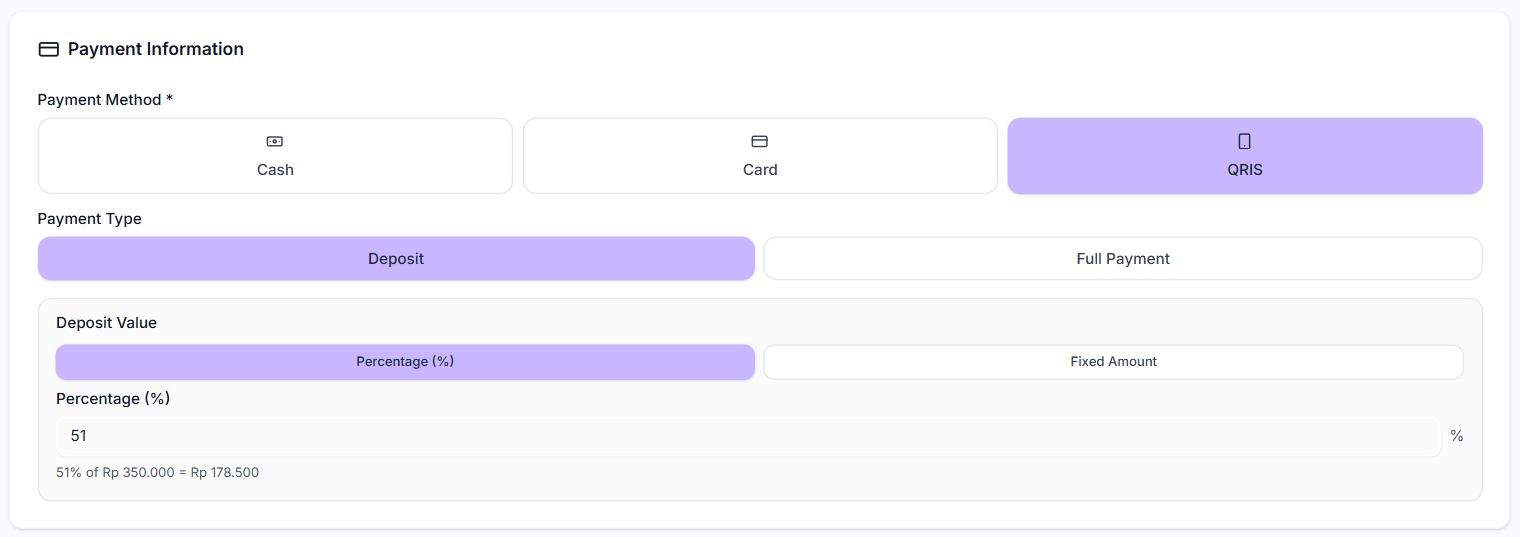 Payment Information
Payment Method *
Cash
Card
QRIS
Payment Type
Deposit
Full Payment
Deposit Value
Percentage (%)
Fixed Amount
Percentage (%)
51 %
51% of Rp 350.000 = Rp 178.500